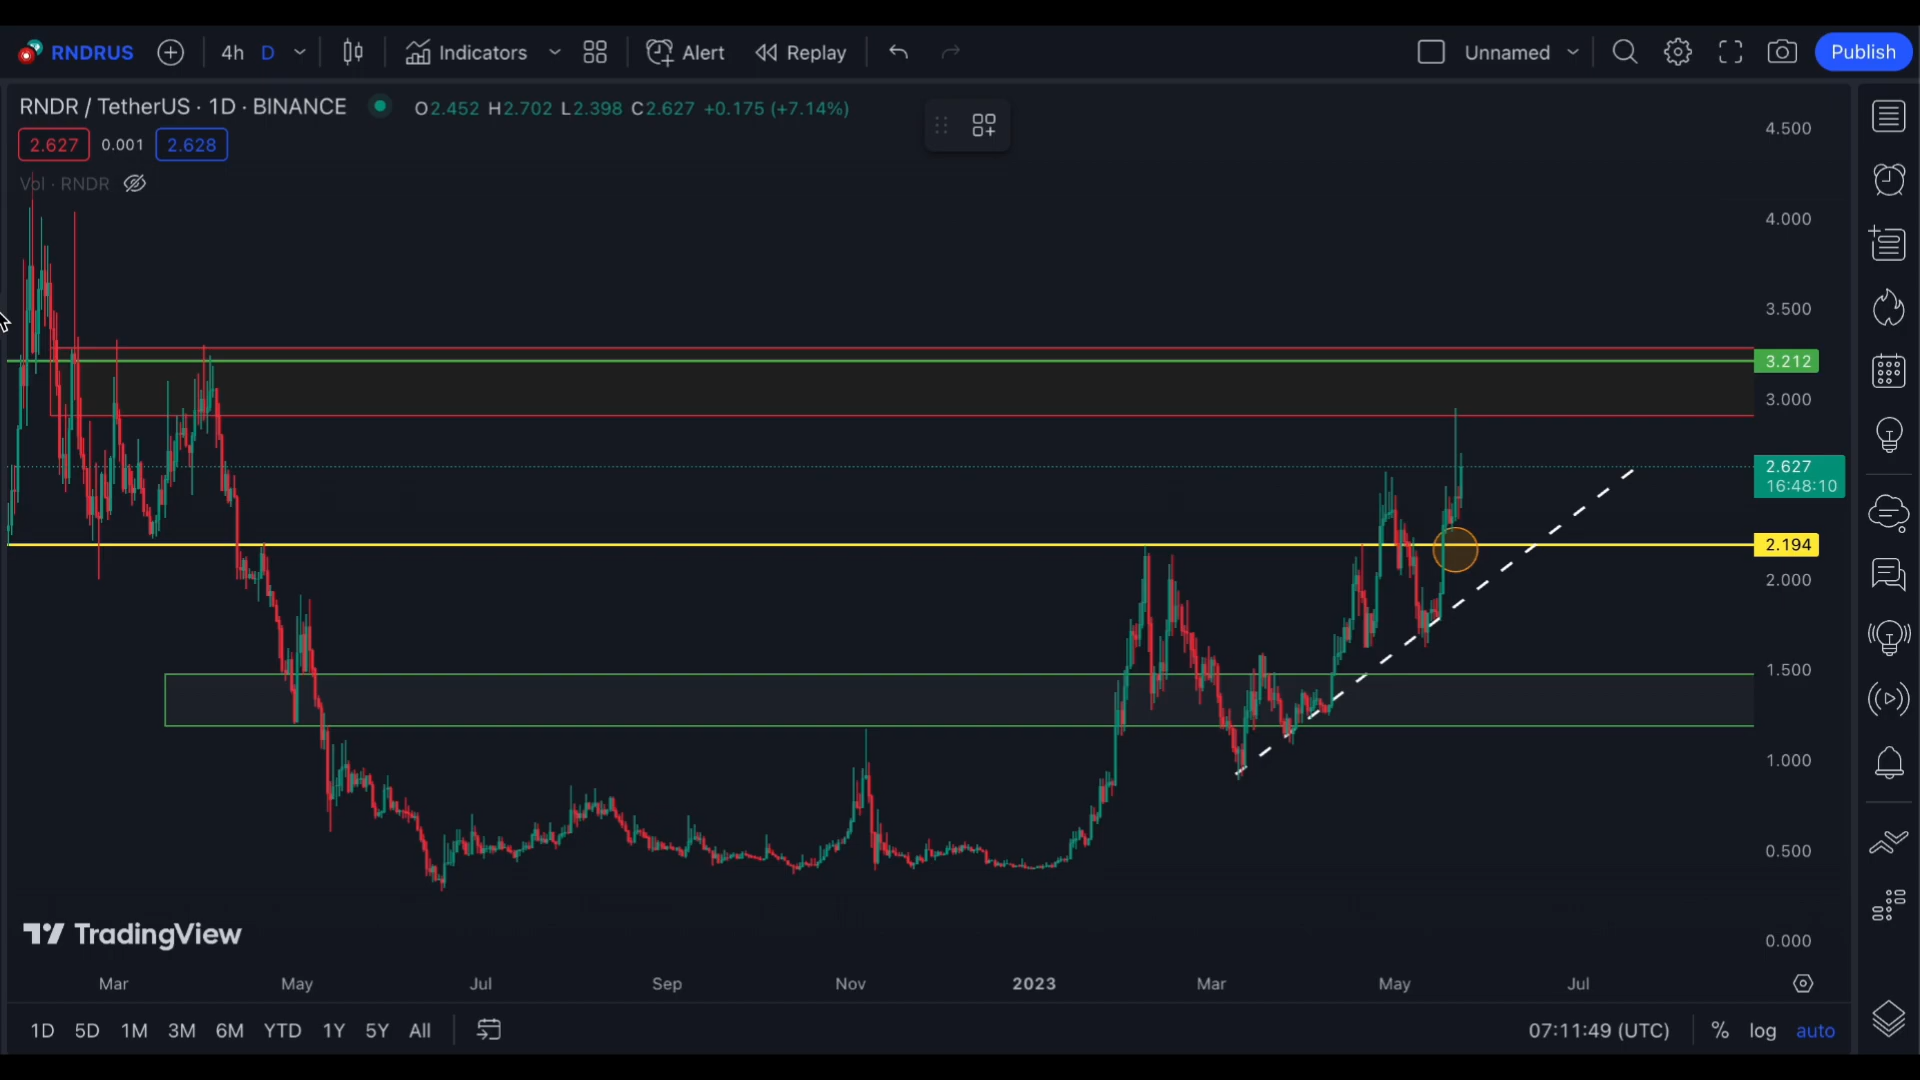 RNDRUS 4h D Indicators Alert Replay Unnamed Publish
RNDR / TetherUS · 1D · BINANCE O2.452 H2.702 L2.398 C2.627 +0.175 (+7.14%)
2.627 0.001 2.628
Vol · RNDR
4.500
4.000
3.500
3.212
3.000
2.627
16:48:10
2.194
2.000
1.500
1.000
0.500
0.000
TradingView
Mar May Jul Sep Nov 2023 Mar May Jul
1D 5D 1M 3M 6M YTD 1Y 5Y All 07:11:49 (UTC) % log auto